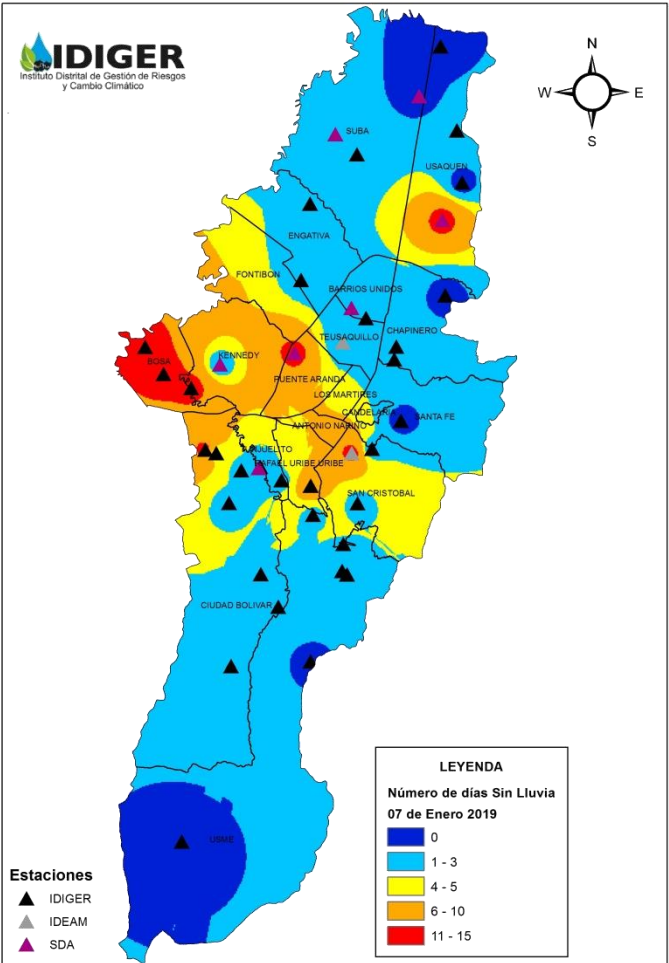 IDIGER
Instituto Distrital de Gestión de Riesgos
y Cambio Climático
N
W
E
S
SUBA
USAQUEN
ENGATIVA
FONTIBON
BARRIOS UNIDOS
TEUSAQUILLO
CHAPINERO
KENNEDY
BOSA
PUENTE ARANDA
LOS MARTIRES
CANDELARIA
SANTA FE
ANTONIO NARIÑO
RAFAEL URIBE URIBE
SAN CRISTOBAL
CIUDAD BOLIVAR
USME
LEYENDA
Número de días Sin Lluvia
07 de Enero 2019
0
1 - 3
4 - 5
6 - 10
11 - 15
Estaciones
IDIGER
IDEAM
SDA